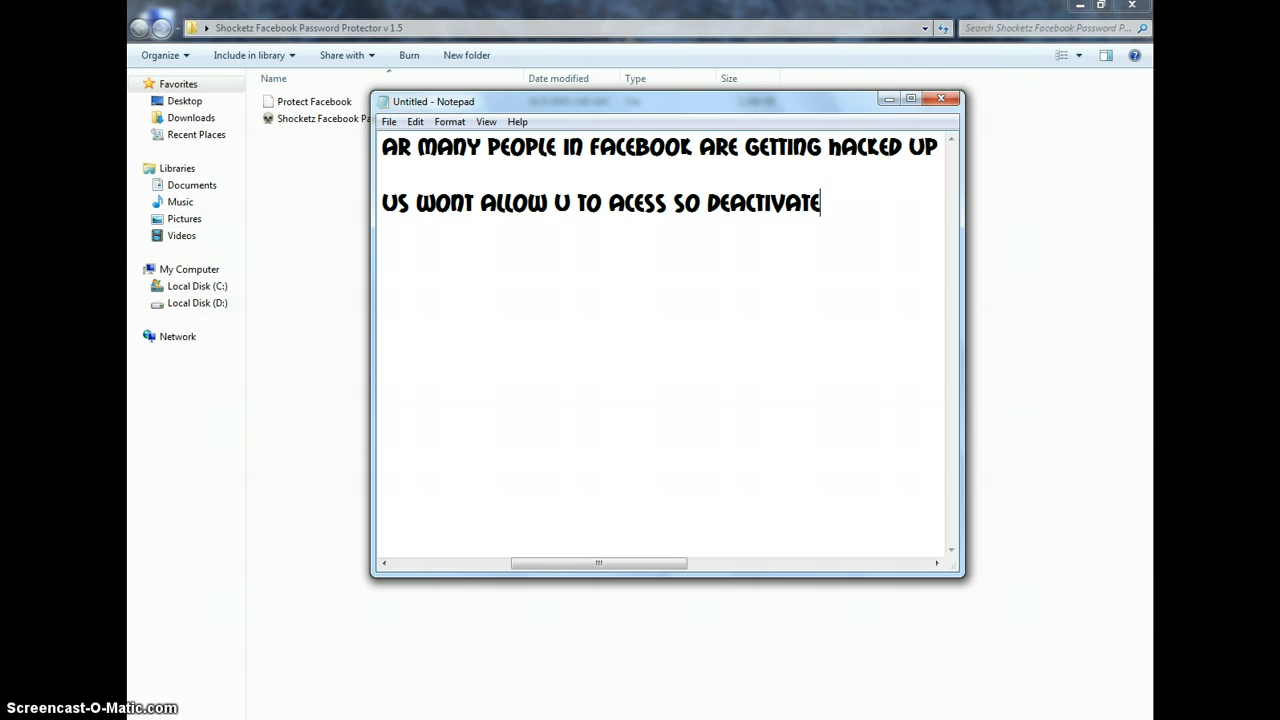 Shocketz Facebook Password Protector v 1.5
Search Shocketz Facebook Password P...
Organize
Include in library
Share with
Burn
New folder
Name
Date modified
Type
Size
Favorites
Desktop
Downloads
Recent Places
Libraries
Documents
Music
Pictures
Videos
My Computer
Local Disk (C:)
Local Disk (D:)
Network
Protect Facebook
Shocketz Facebook Pa
Untitled - Notepad
File Edit Format View Help
AR MANY PEOPLE IN FACEBOOK ARE GETTING hACKED UP
US WONT ALLOW U TO ACESS SO DEACTIVATE
Screencast-O-Matic.com